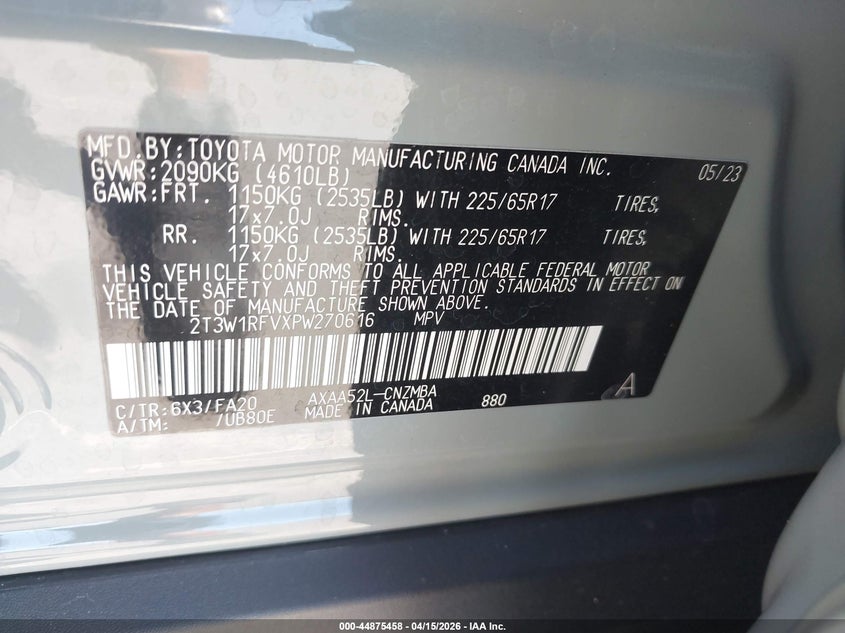 MFD. BY: TOYOTA MOTOR MANUFACTURING CANADA INC. 05/23
GVWR: 2090KG (4610LB)
GAWR: FRT. 1150KG (2535LB) WITH 225/65R17 TIRES,
17x7.0J RIMS.
RR. 1150KG (2535LB) WITH 225/65R17 TIRES,
17x7.0J RIMS.
THIS VEHICLE CONFORMS TO ALL APPLICABLE FEDERAL MOTOR
VEHICLE SAFETY AND THEFT PREVENTION STANDARDS IN EFFECT ON
THE DATE OF MANUFACTURE SHOWN ABOVE.
2T3W1RFVXPW270616 MPV
C/TR: 6X3/FA20 AXAA52L-CNZMBA 880 A
A/TM: /UB80E MADE IN CANADA
000-44875458 - 04/15/2026 - IAA Inc.